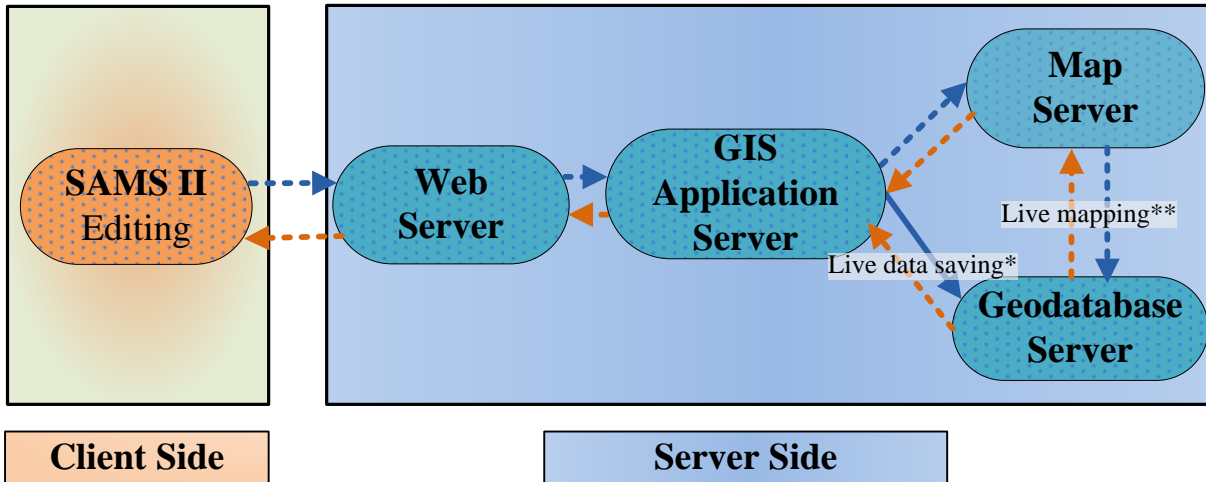 SAMS II
Editing
Web
Server
GIS
Application
Server
Map
Server
Live mapping**
Live data saving*
Geodatabase
Server
Client Side
Server Side